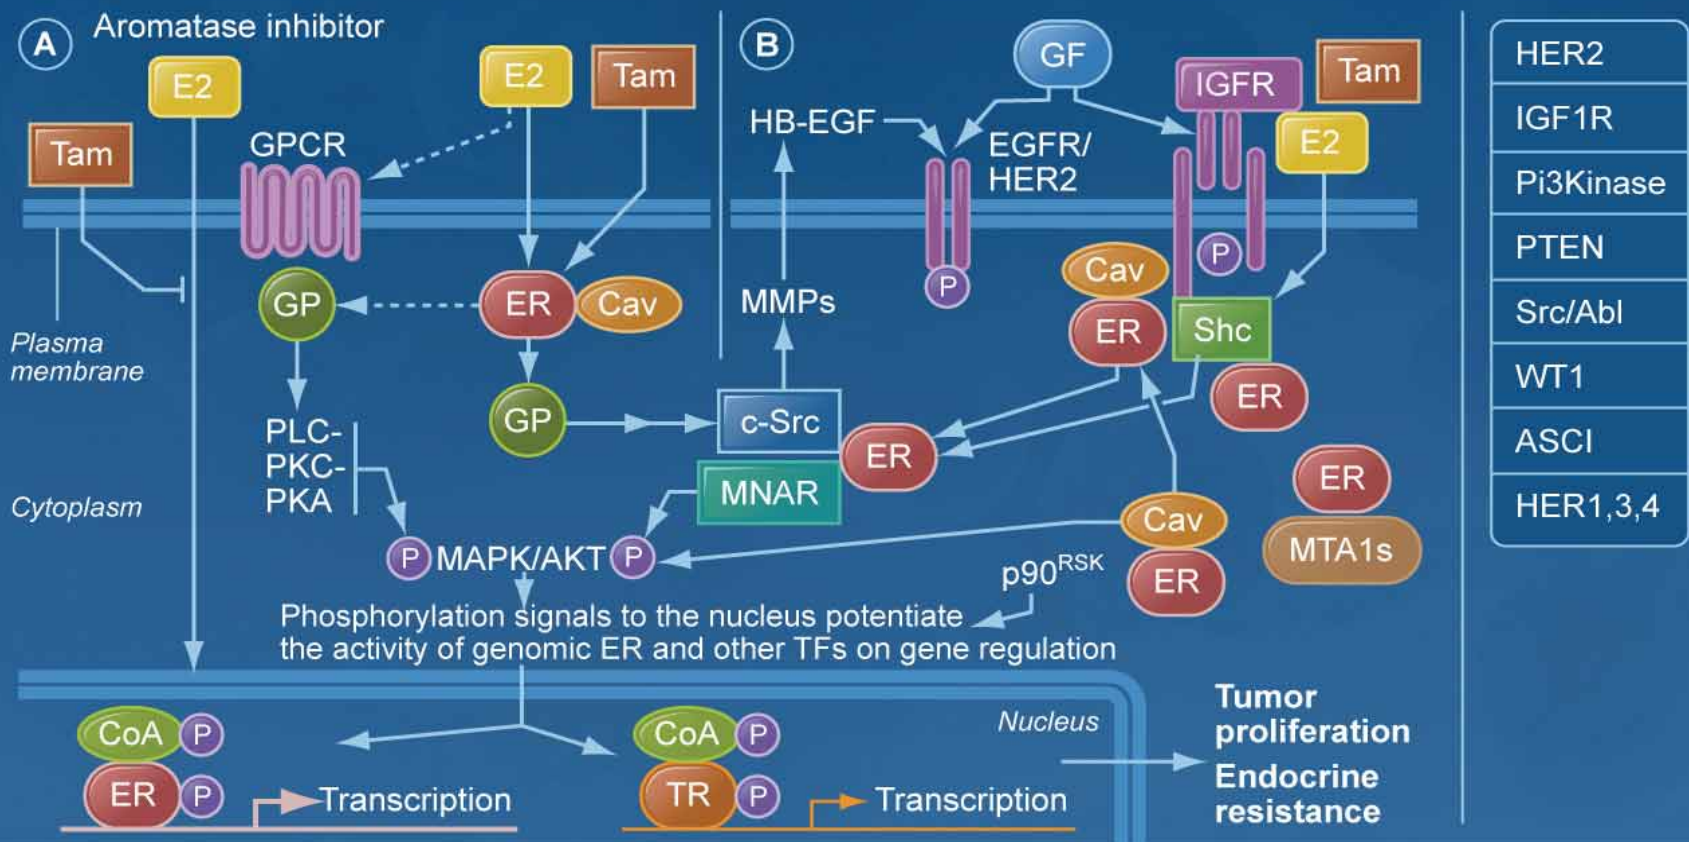 A
Aromatase inhibitor
E2
Tam
GPCR
E2
Tam
GP
ER
Cav
GP
Plasma
membrane
Cytoplasm
PLC-
PKC-
PKA
B
GF
HB-EGF
EGFR/
HER2
IGFR
Tam
E2
P
P
MMPs
Cav
ER
Shc
ER
c-Src
ER
MNAR
ER
MTA1s
Cav
ER
P MAPK/AKT P
p90RSK
Phosphorylation signals to the nucleus potentiate
the activity of genomic ER and other TFs on gene regulation
Nucleus
CoA P
ER P
Transcription
CoA P
TR P
Transcription
Tumor
proliferation
Endocrine
resistance
HER2
IGF1R
Pi3Kinase
PTEN
Src/Abl
WT1
ASCI
HER1,3,4